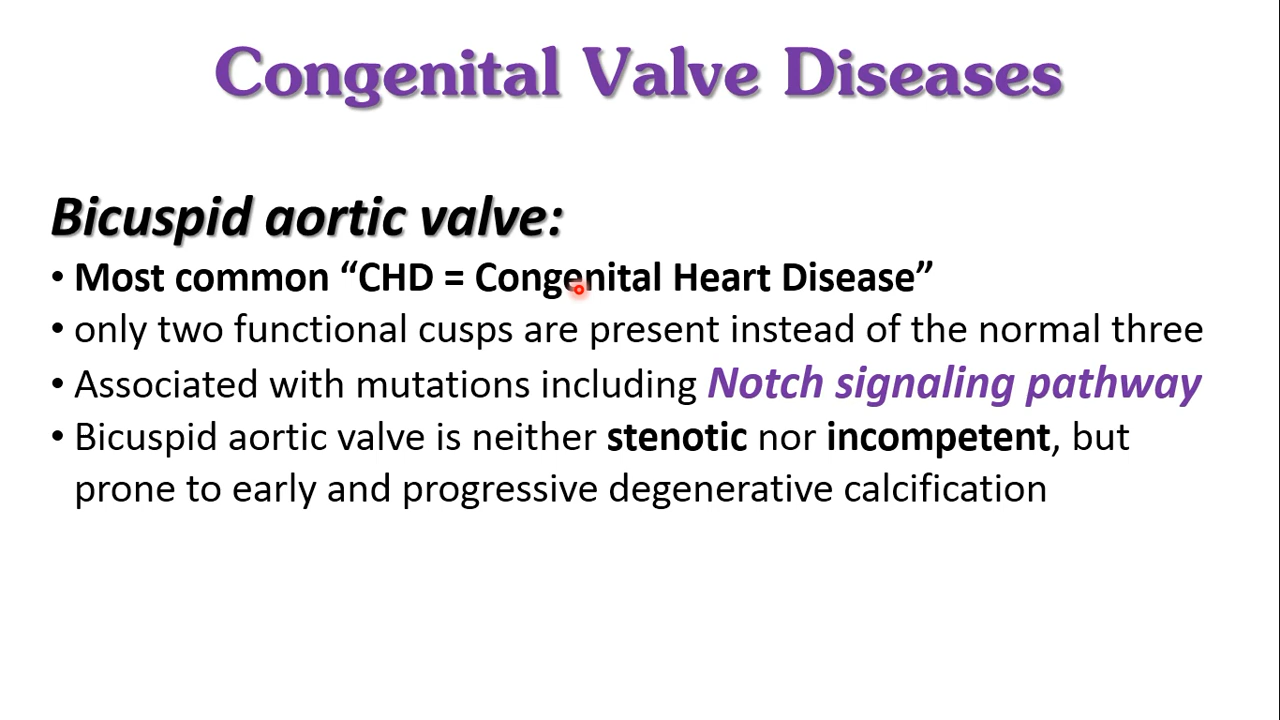 Congenital Valve Diseases
Bicuspid aortic valve:
• Most common “CHD = Congenital Heart Disease”
• only two functional cusps are present instead of the normal three
• Associated with mutations including Notch signaling pathway
• Bicuspid aortic valve is neither stenotic nor incompetent, but
prone to early and progressive degenerative calcification